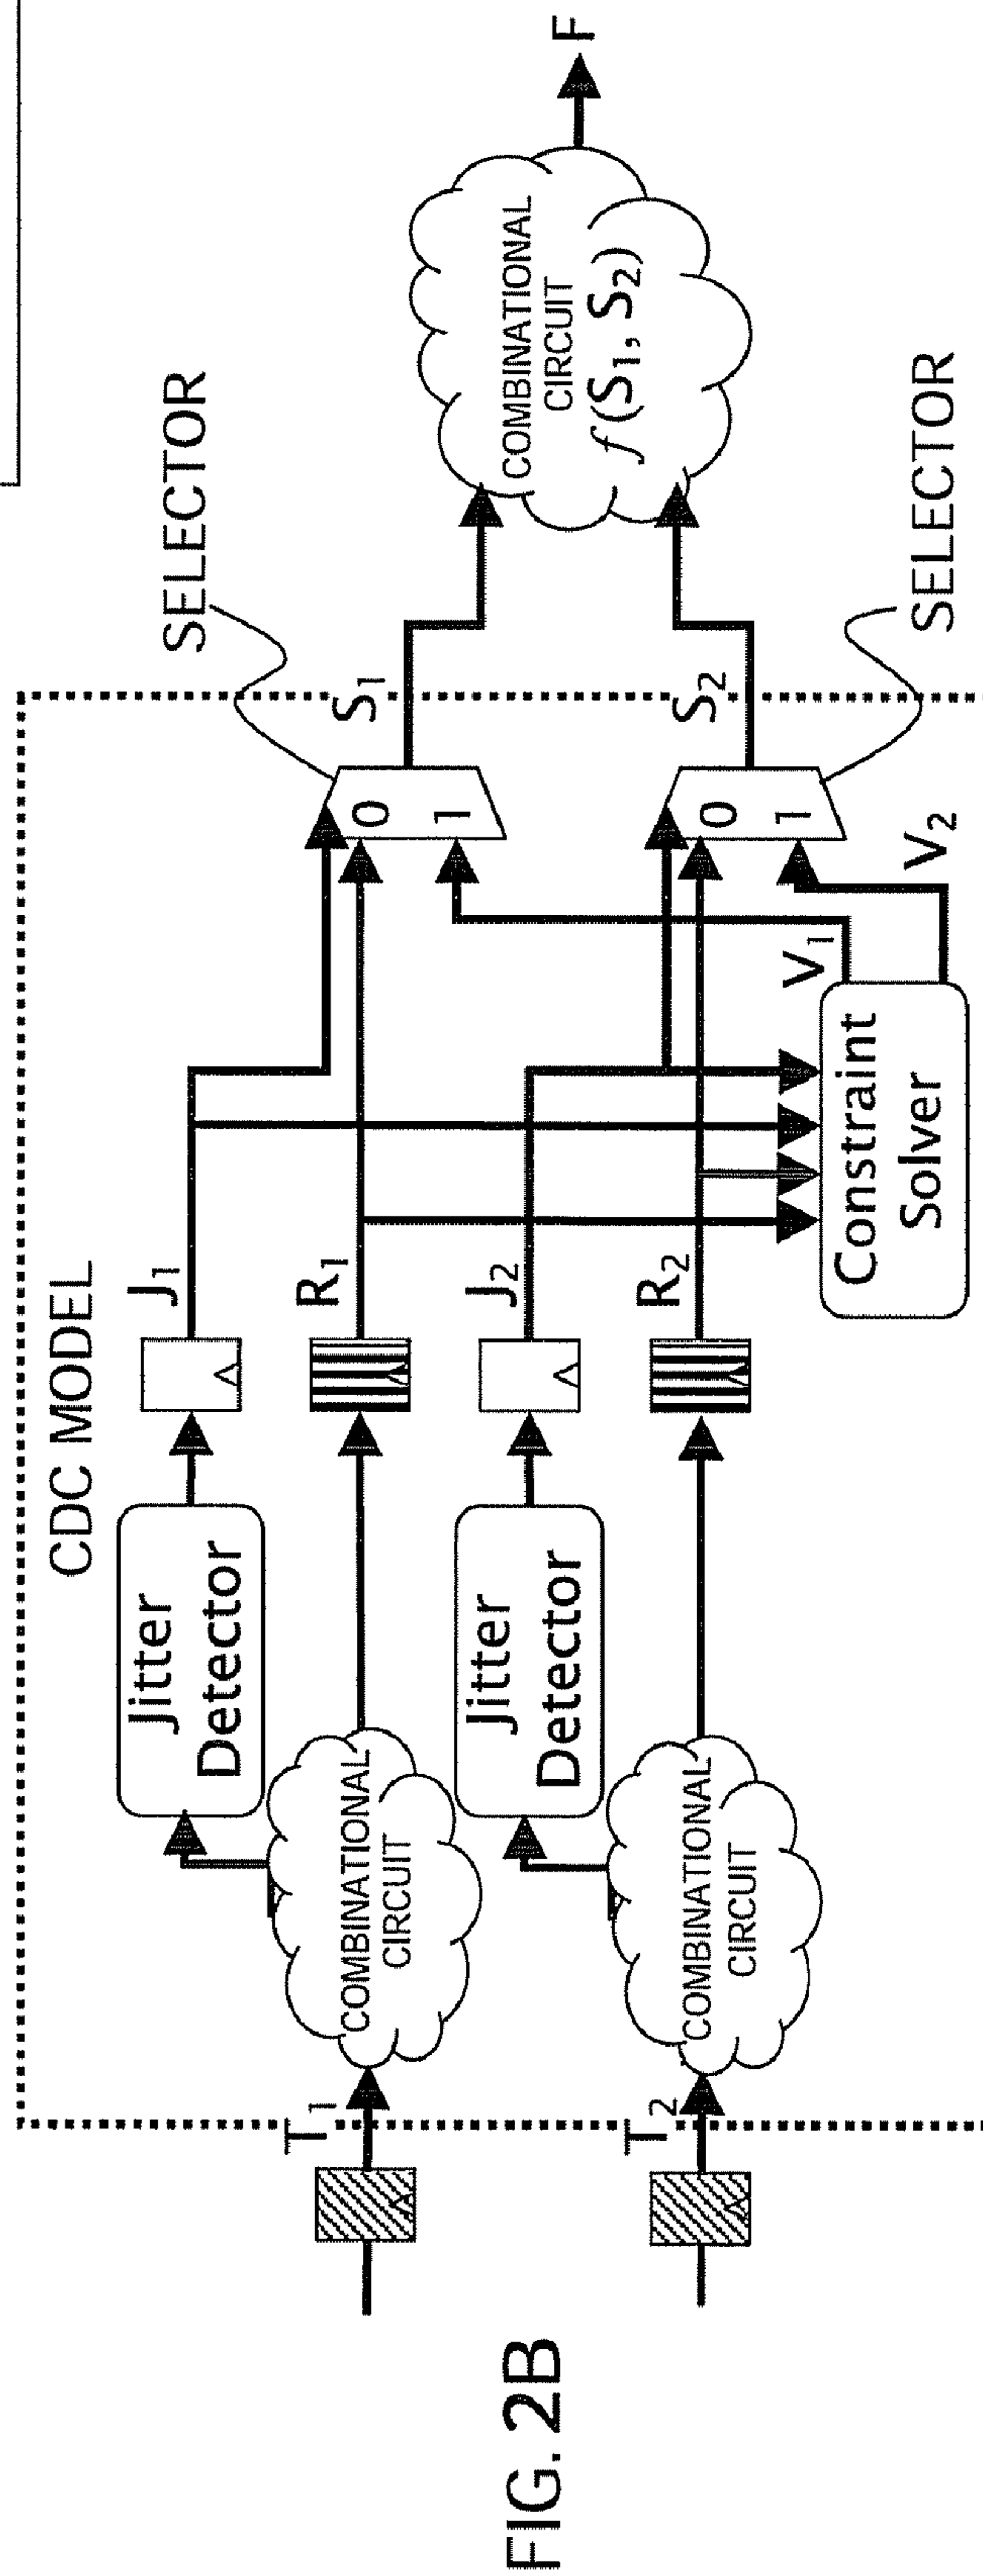 FIG. 2B
CDC MODEL
T1
T2
COMBINATIONAL
CIRCUIT
COMBINATIONAL
CIRCUIT
Jitter
Detector
Jitter
Detector
J1
R1
J2
R2
Constraint
Solver
V1
V2
0
1
0
1
S1
S2
SELECTOR
SELECTOR
COMBINATIONAL
CIRCUIT
f(S1, S2)
F